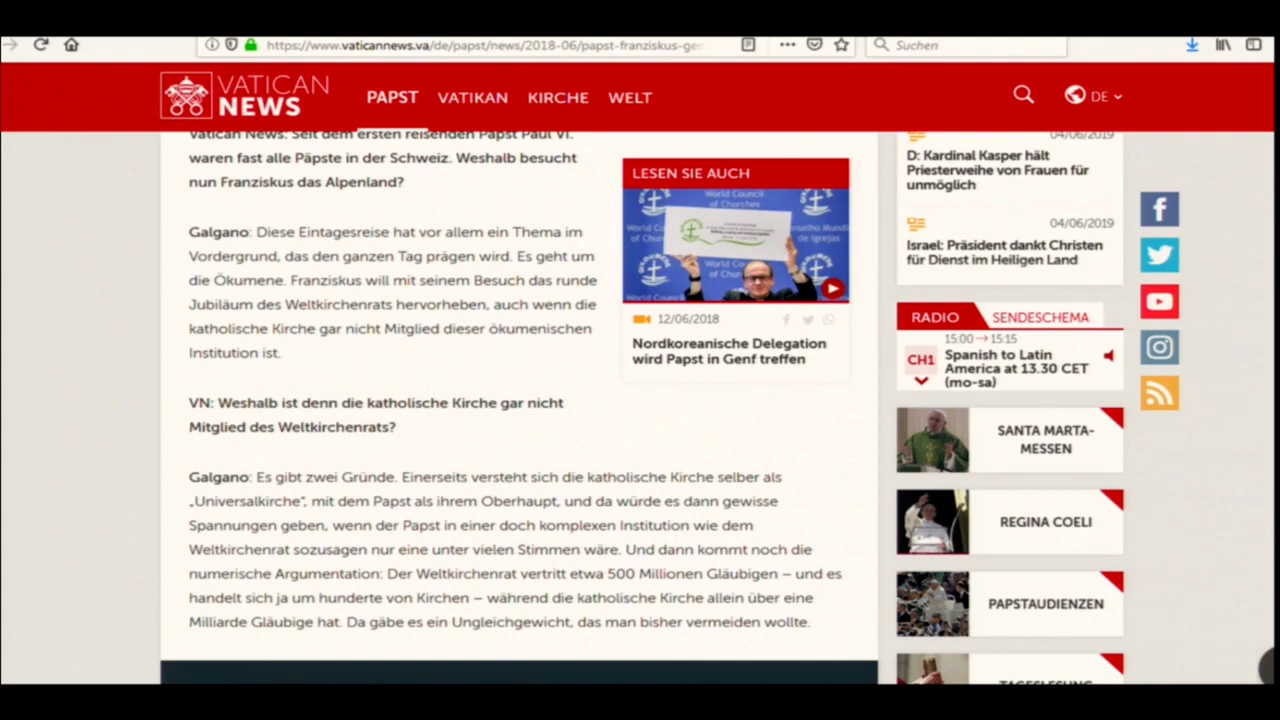 https://www.vaticannews.va/de/papst/news/2018-06/papst-franziskus-ger
Suchen
VATICAN
NEWS
PAPST
VATIKAN
KIRCHE
WELT
DE
Vatican News: Seit dem ersten reisenden Papst Paul VI.
waren fast alle Päpste in der Schweiz. Weshalb besucht
nun Franziskus das Alpenland?
Galgano: Diese Eintagesreise hat vor allem ein Thema im
Vordergrund, das den ganzen Tag prägen wird. Es geht um
die Ökumene. Franziskus will mit seinem Besuch das runde
Jubiläum des Weltkirchenrats hervorheben, auch wenn die
katholische Kirche gar nicht Mitglied dieser ökumenischen
Institution ist.
VN: Weshalb ist denn die katholische Kirche gar nicht
Mitglied des Weltkirchenrats?
Galgano: Es gibt zwei Gründe. Einerseits versteht sich die katholische Kirche selber als
„Universalkirche“, mit dem Papst als ihrem Oberhaupt, und da würde es dann gewisse
Spannungen geben, wenn der Papst in einer doch komplexen Institution wie dem
Weltkirchenrat sozusagen nur eine unter vielen Stimmen wäre. Und dann kommt noch die
numerische Argumentation: Der Weltkirchenrat vertritt etwa 500 Millionen Gläubigen – und es
handelt sich ja um hunderte von Kirchen – während die katholische Kirche allein über eine
Milliarde Gläubige hat. Da gäbe es ein Ungleichgewicht, das man bisher vermeiden wollte.
LESEN SIE AUCH
World Council
of Churches
12/06/2018
Nordkoreanische Delegation
wird Papst in Genf treffen
04/06/2019
D: Kardinal Kasper hält
Priesterweihe von Frauen für
unmöglich
04/06/2019
Israel: Präsident dankt Christen
für Dienst im Heiligen Land
RADIO
SENDESCHEMA
15:00 → 15:15
CH1
Spanish to Latin
America at 13.30 CET
(mo-sa)
SANTA MARTA-
MESSEN
REGINA COELI
PAPSTAUDIENZEN
TAGESLESUNG